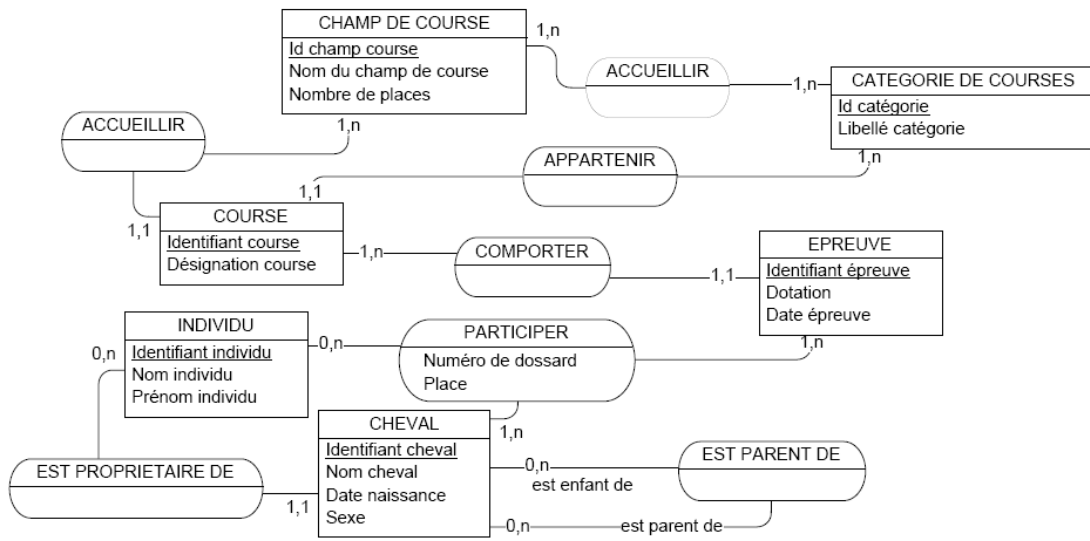 CHAMP DE COURSE
Id champ course
Nom du champ de course
Nombre de places
1,n
ACCUEILLIR
1,n
CATEGORIE DE COURSES
Id catégorie
Libellé catégorie
ACCUEILLIR
1,n
1,n
APPARTENIR
1,1
1,1
COURSE
Identifiant course
Désignation course
1,n
COMPORTER
1,1
EPREUVE
Identifiant épreuve
Dotation
Date épreuve
INDIVIDU
Identifiant individu
Nom individu
Prénom individu
0,n
0,n
PARTICIPER
Numéro de dossard
Place
1,n
1,n
CHEVAL
Identifiant cheval
Nom cheval
Date naissance
Sexe
EST PROPRIETAIRE DE
1,1
0,n
est enfant de
EST PARENT DE
0,n
est parent de